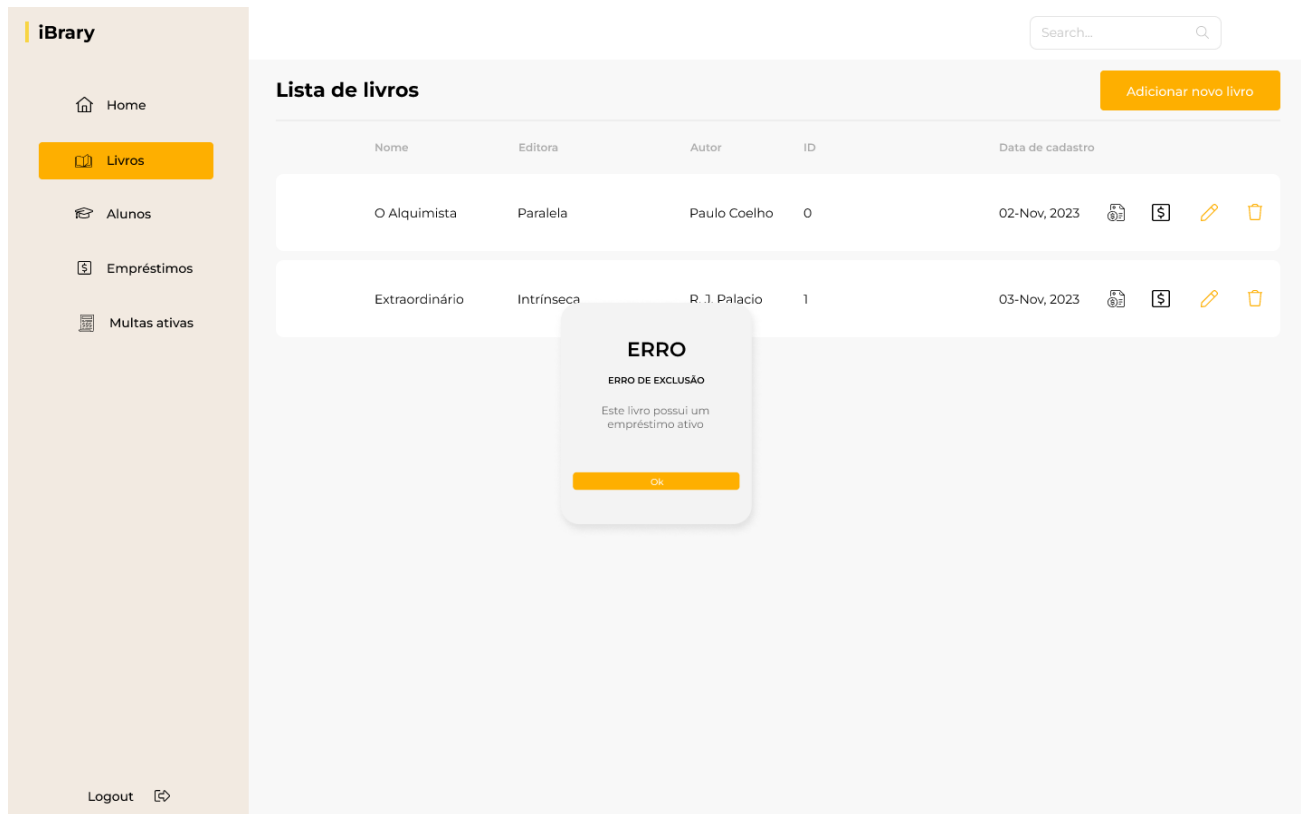 iBrary
Search...
Home
Livros
Alunos
Empréstimos
Multas ativas
Logout
Lista de livros
Adicionar novo livro
Nome Editora Autor ID Data de cadastro
O Alquimista Paralela Paulo Coelho 0 02-Nov, 2023
Extraordinário Intrínseca R. J. Palacio 1 03-Nov, 2023
ERRO
ERRO DE EXCLUSÃO
Este livro possui um
empréstimo ativo
Ok